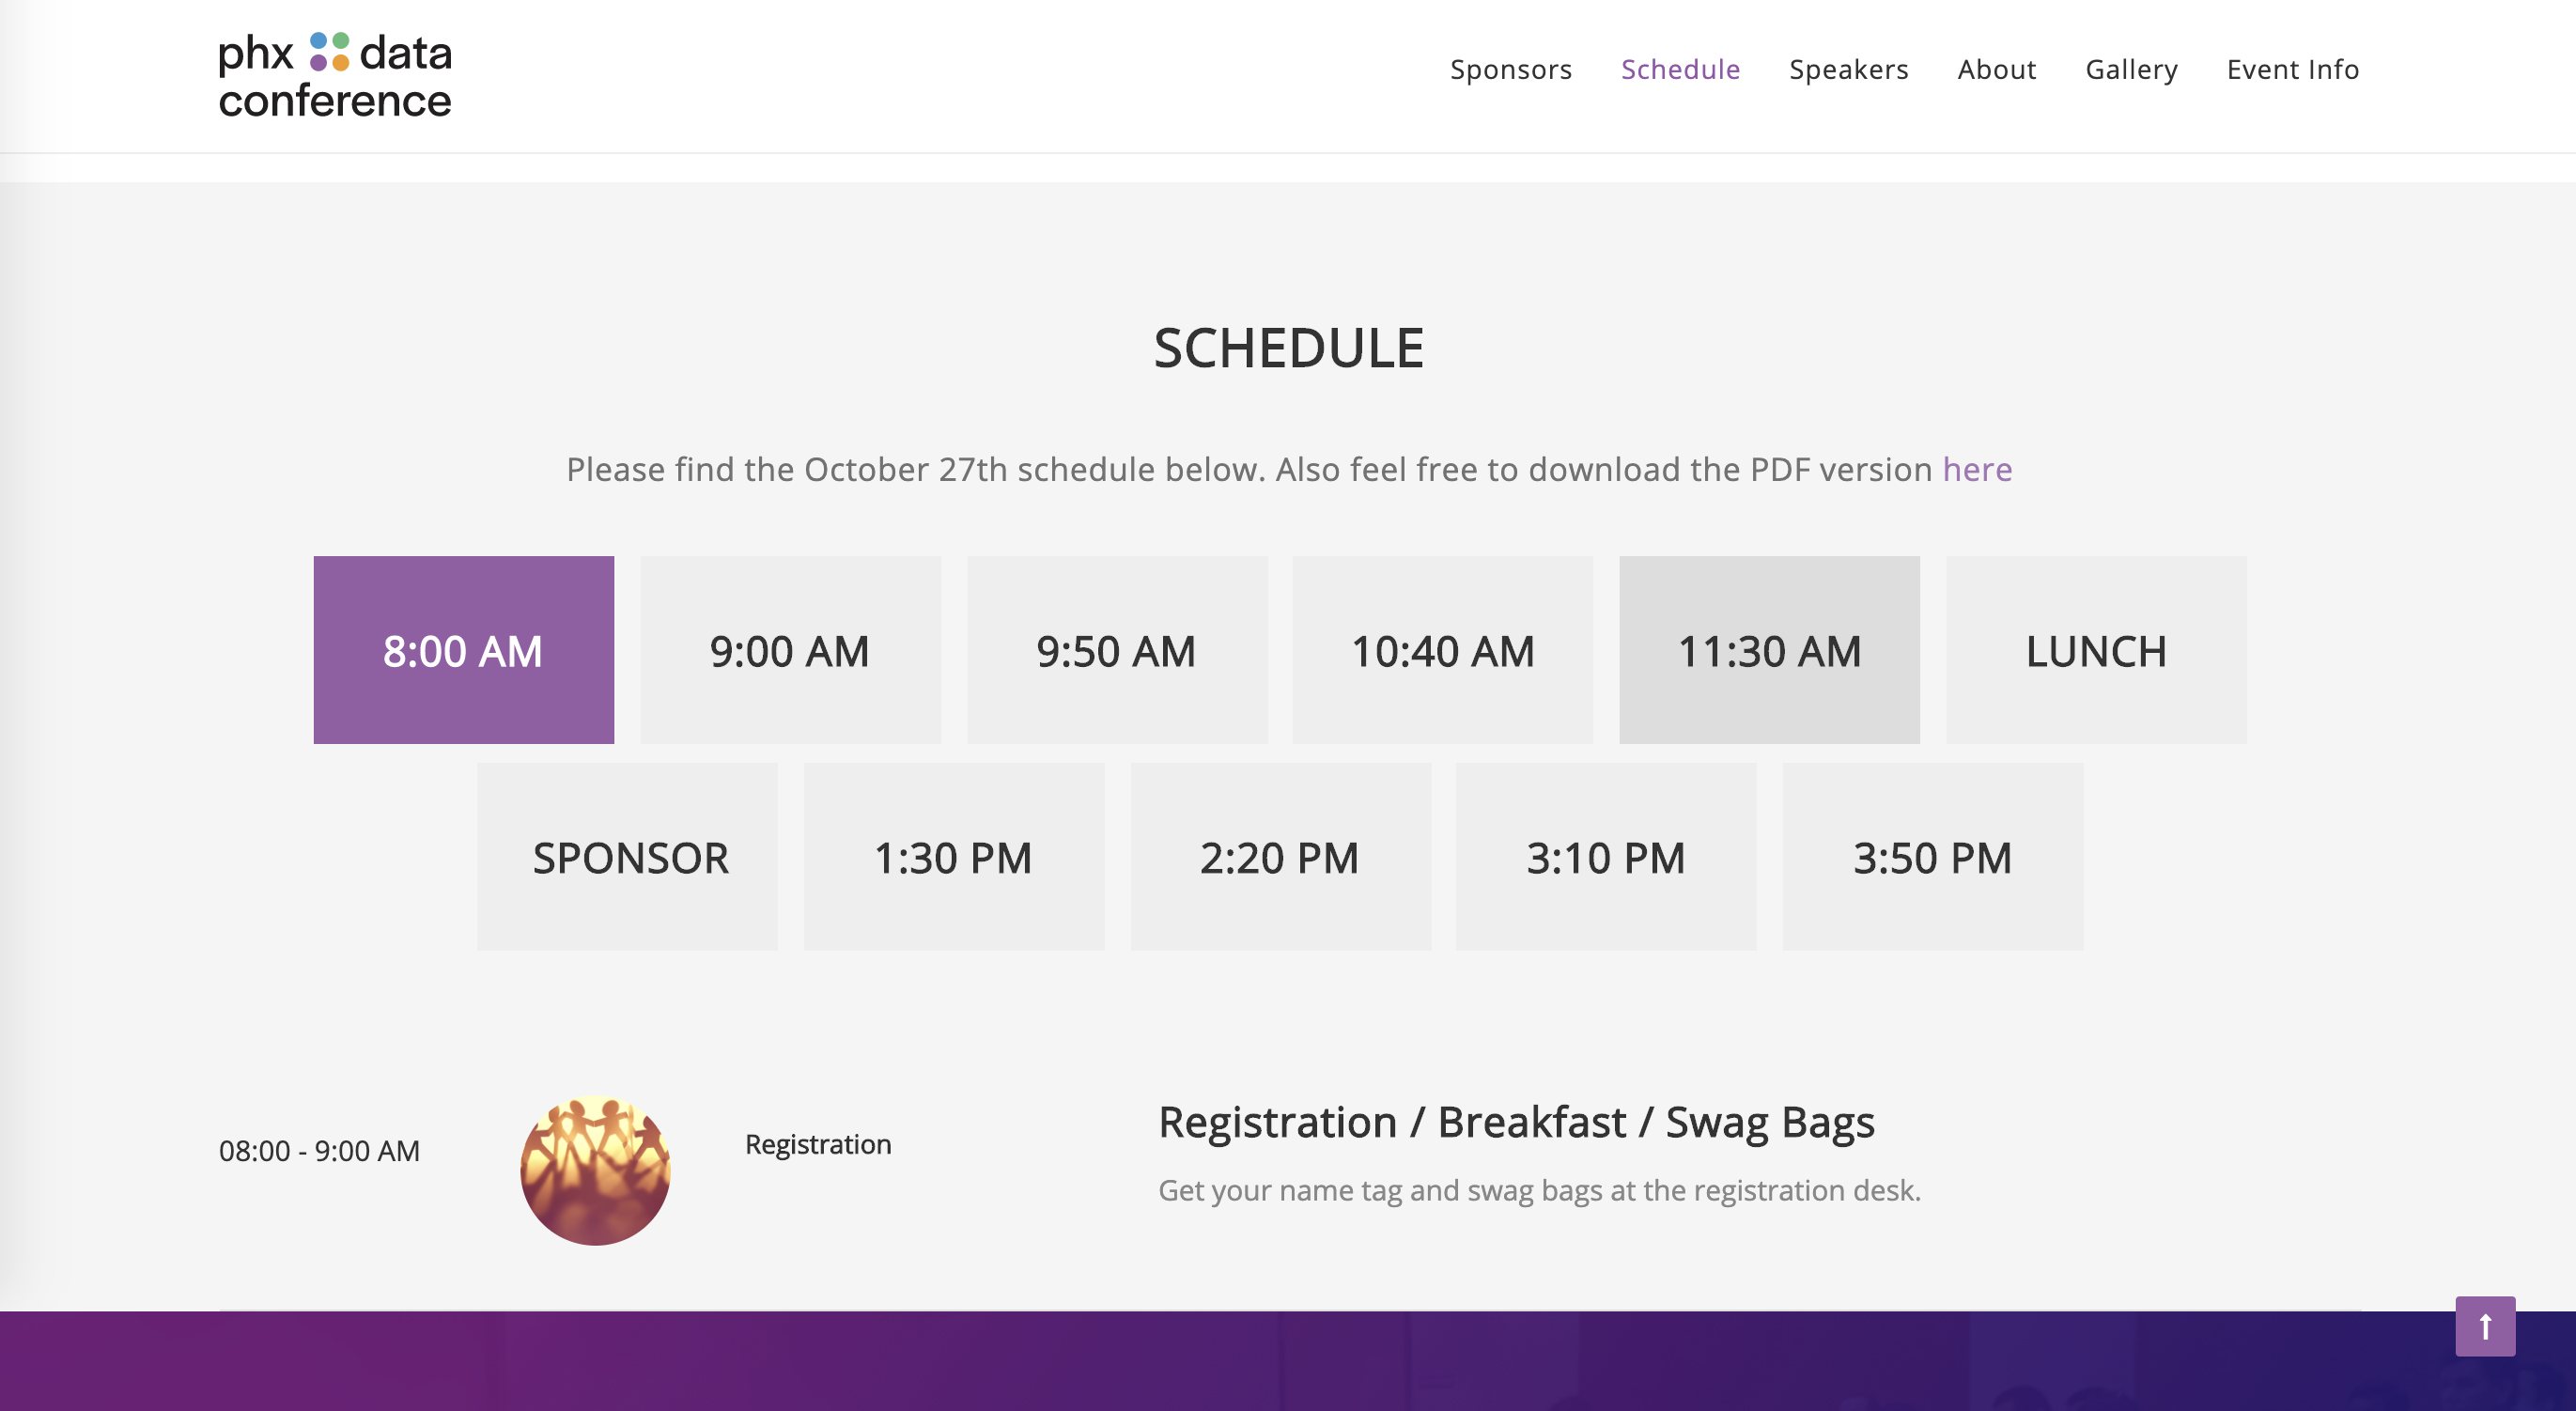 phx data
conference
Sponsors Schedule Speakers About Gallery Event Info
SCHEDULE
Please find the October 27th schedule below. Also feel free to download the PDF version here
8:00 AM 9:00 AM 9:50 AM 10:40 AM 11:30 AM LUNCH
SPONSOR 1:30 PM 2:20 PM 3:10 PM 3:50 PM
08:00 - 9:00 AM
Registration
Registration / Breakfast / Swag Bags
Get your name tag and swag bags at the registration desk.